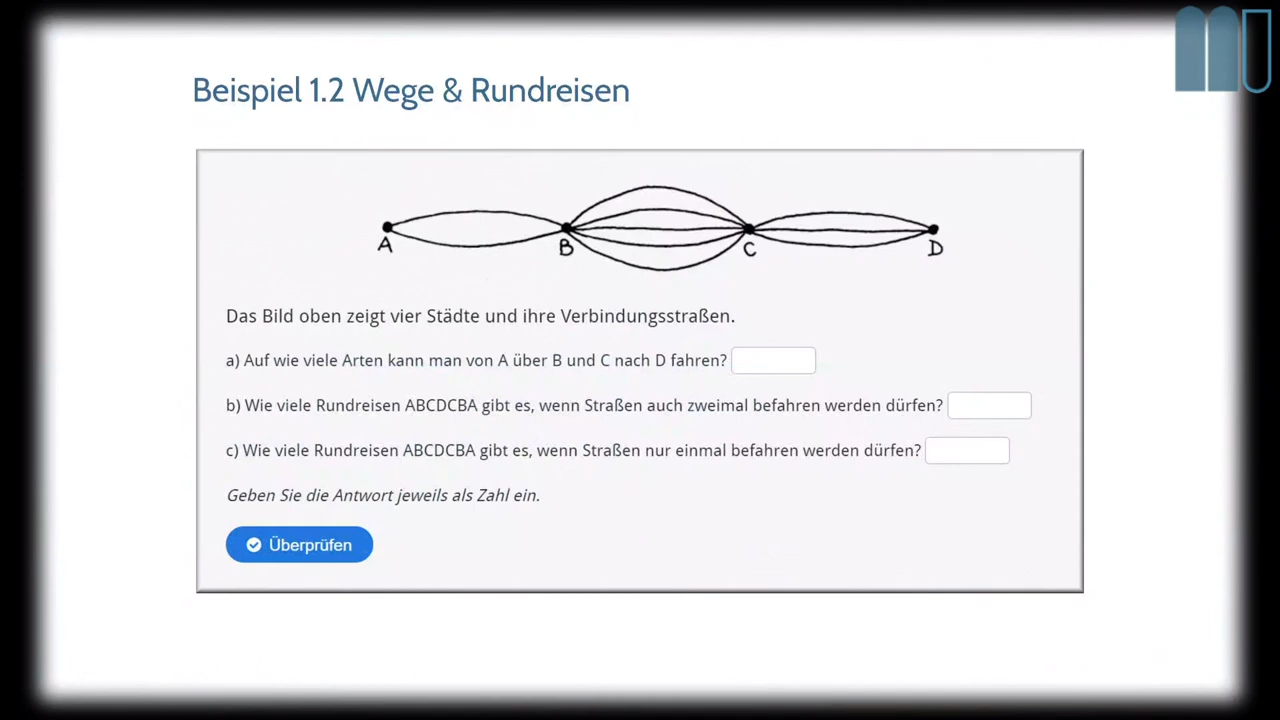 Beispiel 1.2 Wege & Rundreisen
A B C D
Das Bild oben zeigt vier Städte und ihre Verbindungsstraßen.
a) Auf wie viele Arten kann man von A über B und C nach D fahren?
b) Wie viele Rundreisen ABCDCBA gibt es, wenn Straßen auch zweimal befahren werden dürfen?
c) Wie viele Rundreisen ABCDCBA gibt es, wenn Straßen nur einmal befahren werden dürfen?
Geben Sie die Antwort jeweils als Zahl ein.
Überprüfen